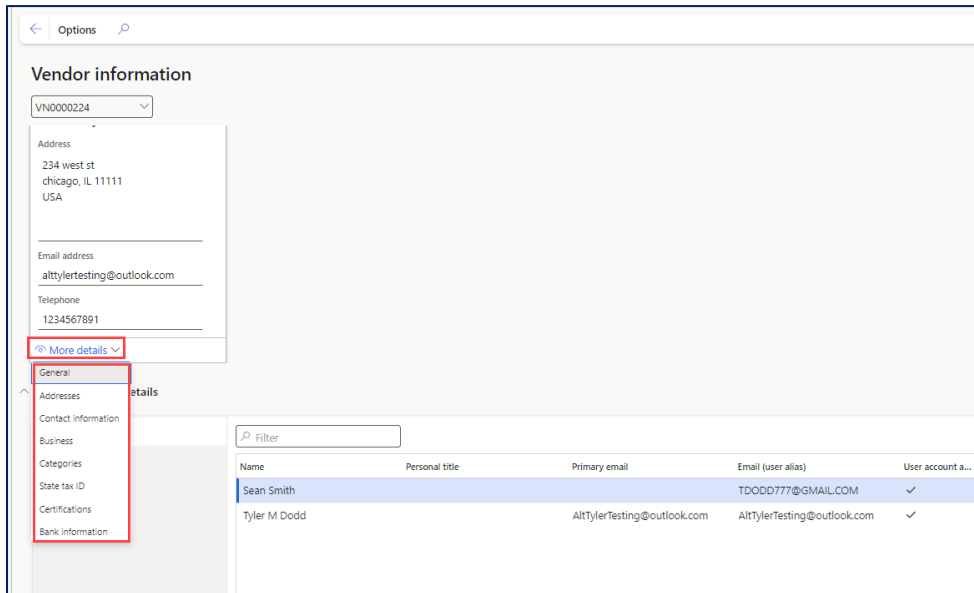 Options
Vendor information
VN0000224
Address
234 west st
chicago, IL 11111
USA
Email address
alttylertesting@outlook.com
Telephone
1234567891
More details
General
Addresses
etails
Contact information
Business
Categories
State tax ID
Certifications
Bank information
Filter
Name Personal title Primary email Email (user alias) User account a...
Sean Smith TDODD777@GMAIL.COM
Tyler M Dodd AltTylerTesting@outlook.com AltTylerTesting@outlook.com